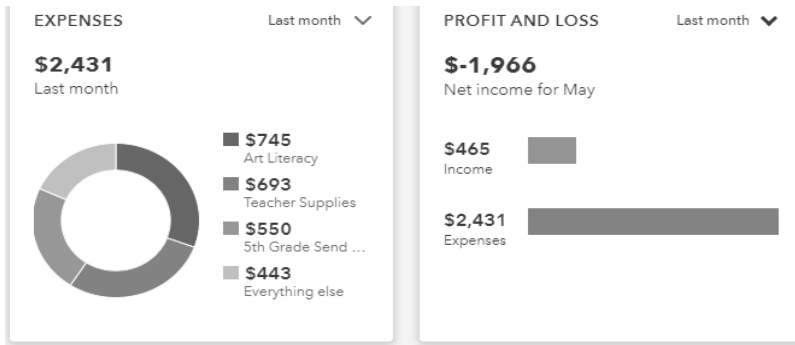 EXPENSES
Last month
$2,431
Last month
$745
Art Literacy
$693
Teacher Supplies
$550
5th Grade Send ...
$443
Everything else
PROFIT AND LOSS
Last month
$-1,966
Net income for May
$465
Income
$2,431
Expenses